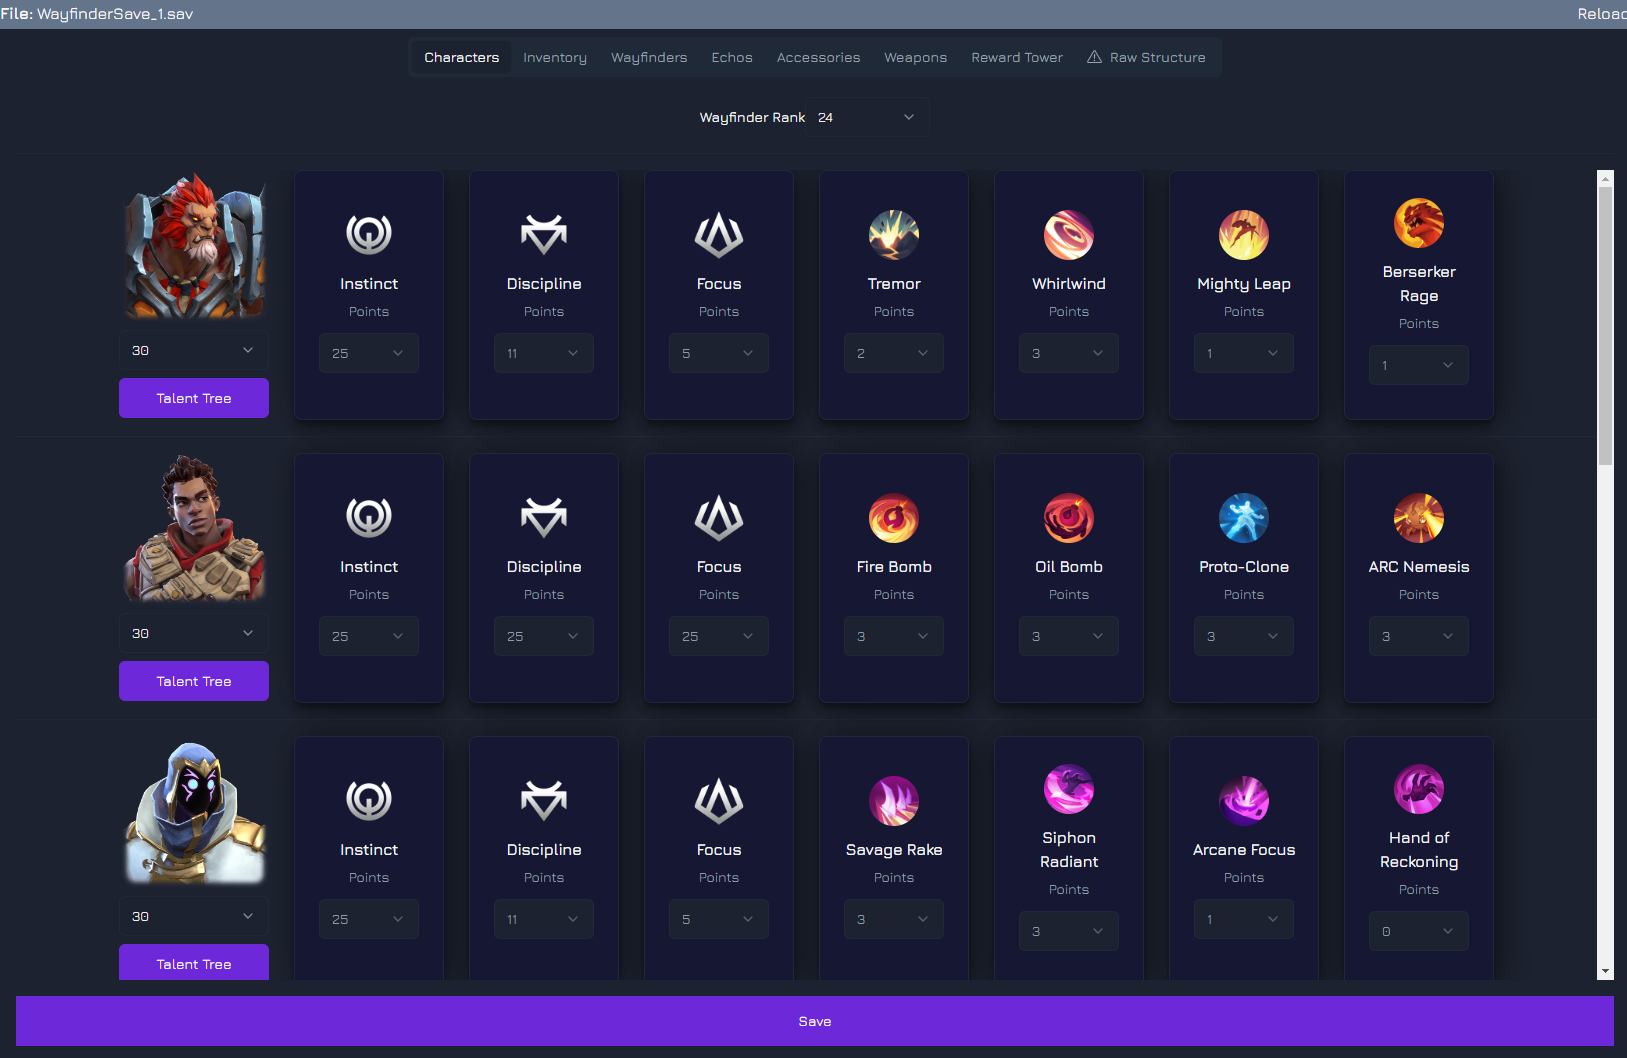 File: WayfinderSave_1.sav
Reload
Characters Inventory Wayfinders Echos Accessories Weapons Reward Tower Raw Structure
Wayfinder Rank 24
Instinct Discipline Focus Tremor Whirlwind Mighty Leap Berserker Rage
Points Points Points Points Points Points Points
30 25 11 5 2 3 1 1
Talent Tree
Instinct Discipline Focus Fire Bomb Oil Bomb Proto-Clone ARC Nemesis
Points Points Points Points Points Points Points
30 25 25 25 3 3 3 3
Talent Tree
Instinct Discipline Focus Savage Rake Siphon Radiant Arcane Focus Hand of Reckoning
Points Points Points Points Points Points Points
30 25 11 5 3 3 1 0
Talent Tree
Save